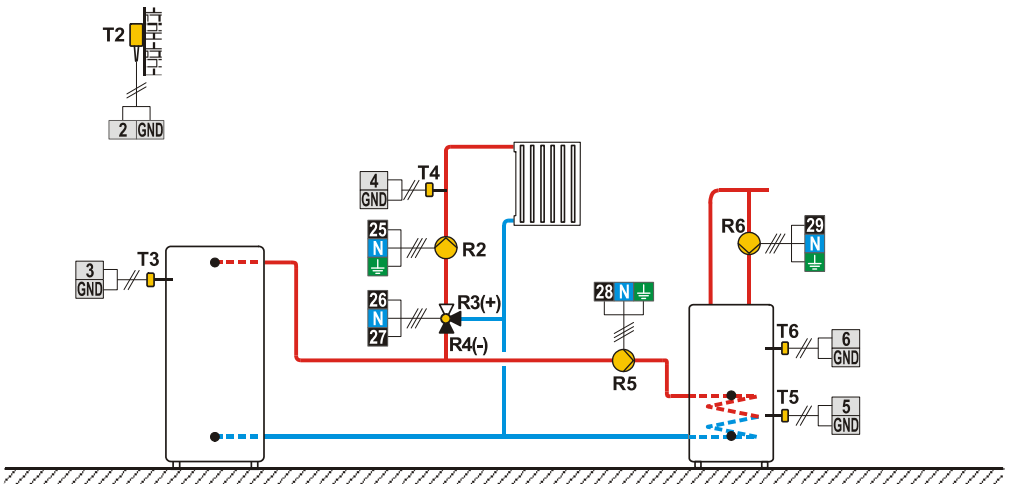 T2
2 GND
4
GND
T4
25
N
R2
R6
29
N
T3
3
GND
26
N
27
R3(+)
R4(-)
28 N
R5
T6
6
GND
T5
5
GND